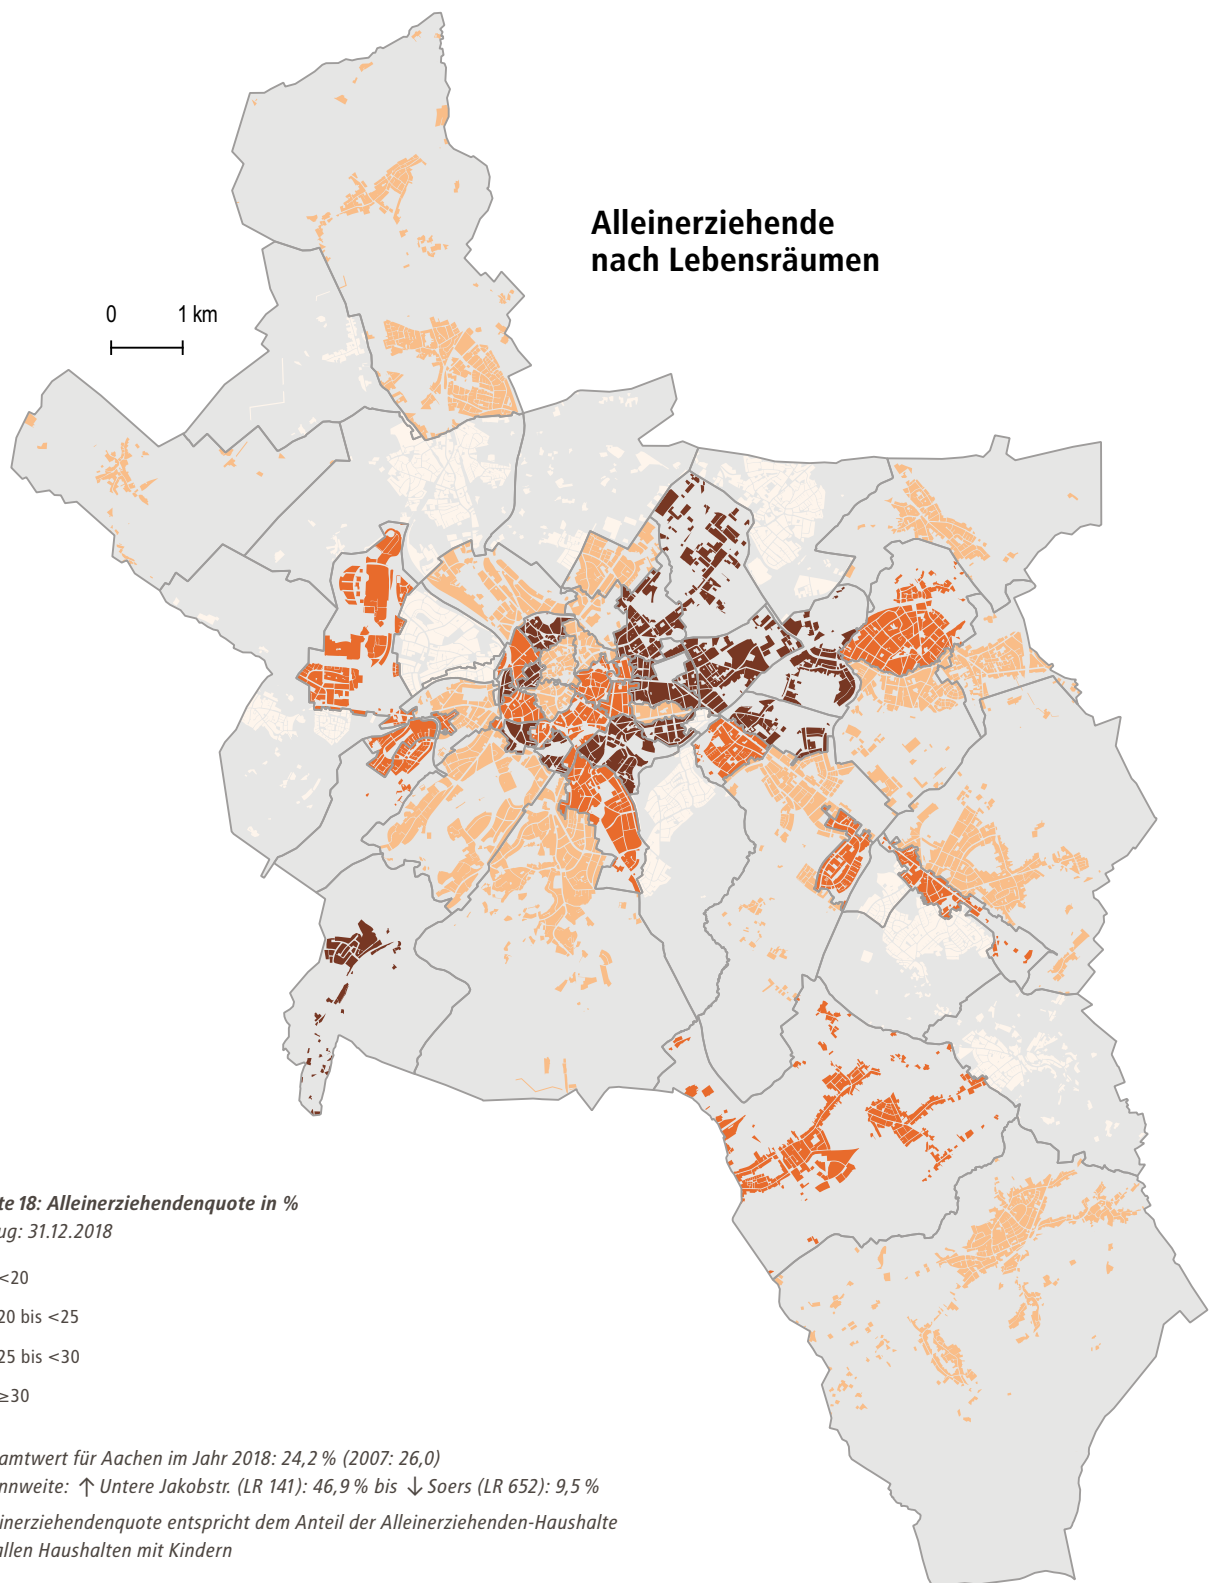 Alleinerziehende
nach Lebensräumen
0 1 km
te 18: Alleinerziehendenquote in %
ug: 31.12.2018
<20
20 bis <25
25 bis <30
≥30
amtwert für Aachen im Jahr 2018: 24,2 % (2007: 26,0)
nnweite: ↑ Untere Jakobstr. (LR 141): 46,9 % bis ↓ Soers (LR 652): 9,5 %
inerziehendenquote entspricht dem Anteil der Alleinerziehenden-Haushalte
allen Haushalten mit Kindern